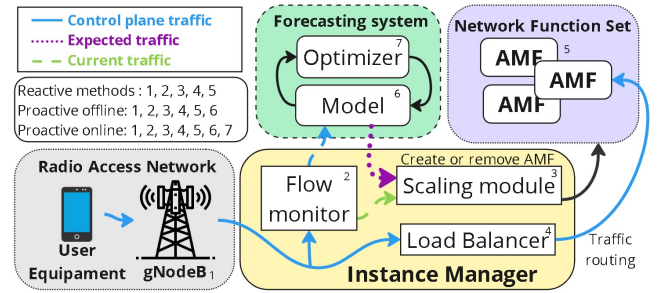 Control plane traffic
Expected traffic
Current traffic
Reactive methods : 1, 2, 3, 4, 5
Proactive offline: 1, 2, 3, 4, 5, 6
Proactive online: 1, 2, 3, 4, 5, 6, 7
Forecasting system
Optimizer 7
Model 6
Network Function Set
AMF 5
AMF
AMF
Radio Access Network
User
Equipament
gNodeB 1
Flow 2
monitor
Create or remove AMF
Scaling module 3
Load Balancer 4
Instance Manager
Traffic
routing